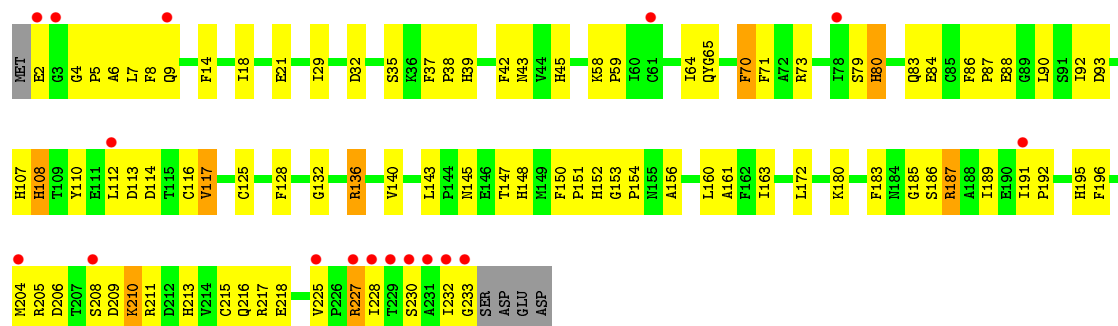 MET E2 G3 G4 P5 A6 L7 F8 Q9 F14 I18 E21 I29 D32 S35 K36 F37 P38 H39 F42 N43 V44 H45 K58 P59 I60 C61 I64 QYG65 F70 F71 A72 R73 I78 S79 H80 Q83 E84 C85 F86 P87 E88 G89 L90 S91 I92 D93
H107 H108 T109 Y110 E111 L112 D113 D114 T115 C116 V117 C125 F128 G132 R136 V140 L143 P144 N145 E146 T147 H148 M149 F150 P151 H152 G153 P154 N155 A156 L160 A161 F162 I163 L172 K180 F183 N184 G185 S186 R187 A188 I189 E190 I191 P192 H195 F196
M204 R205 D206 T207 S208 D209 K210 R211 D212 H213 V214 C215 Q216 R217 E218 V225 P226 R227 I228 T229 S230 A231 I232 G233 SER ASP GLU ASP